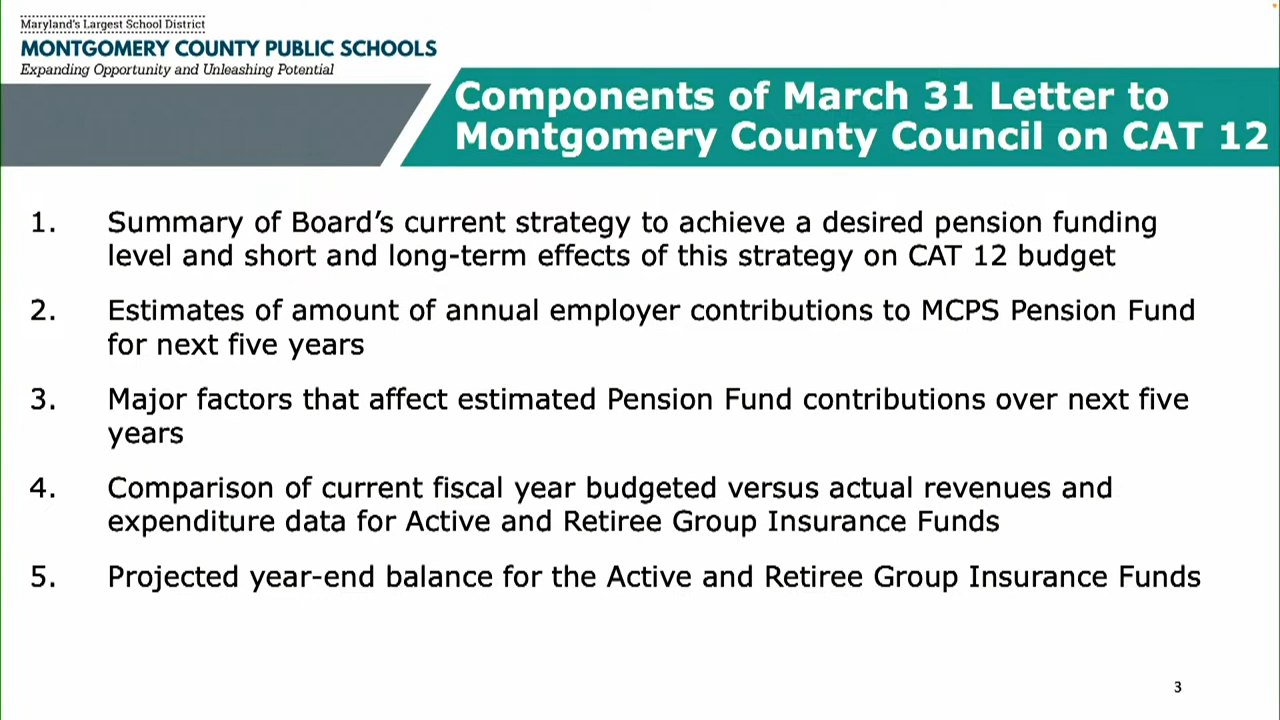 Maryland's Largest School District
MONTGOMERY COUNTY PUBLIC SCHOOLS
Expanding Opportunity and Unleashing Potential
Components of March 31 Letter to
Montgomery County Council on CAT 12
1. Summary of Board's current strategy to achieve a desired pension funding
level and short and long-term effects of this strategy on CAT 12 budget
2. Estimates of amount of annual employer contributions to MCPS Pension Fund
for next five years
3. Major factors that affect estimated Pension Fund contributions over next five
years
4. Comparison of current fiscal year budgeted versus actual revenues and
expenditure data for Active and Retiree Group Insurance Funds
5. Projected year-end balance for the Active and Retiree Group Insurance Funds
3